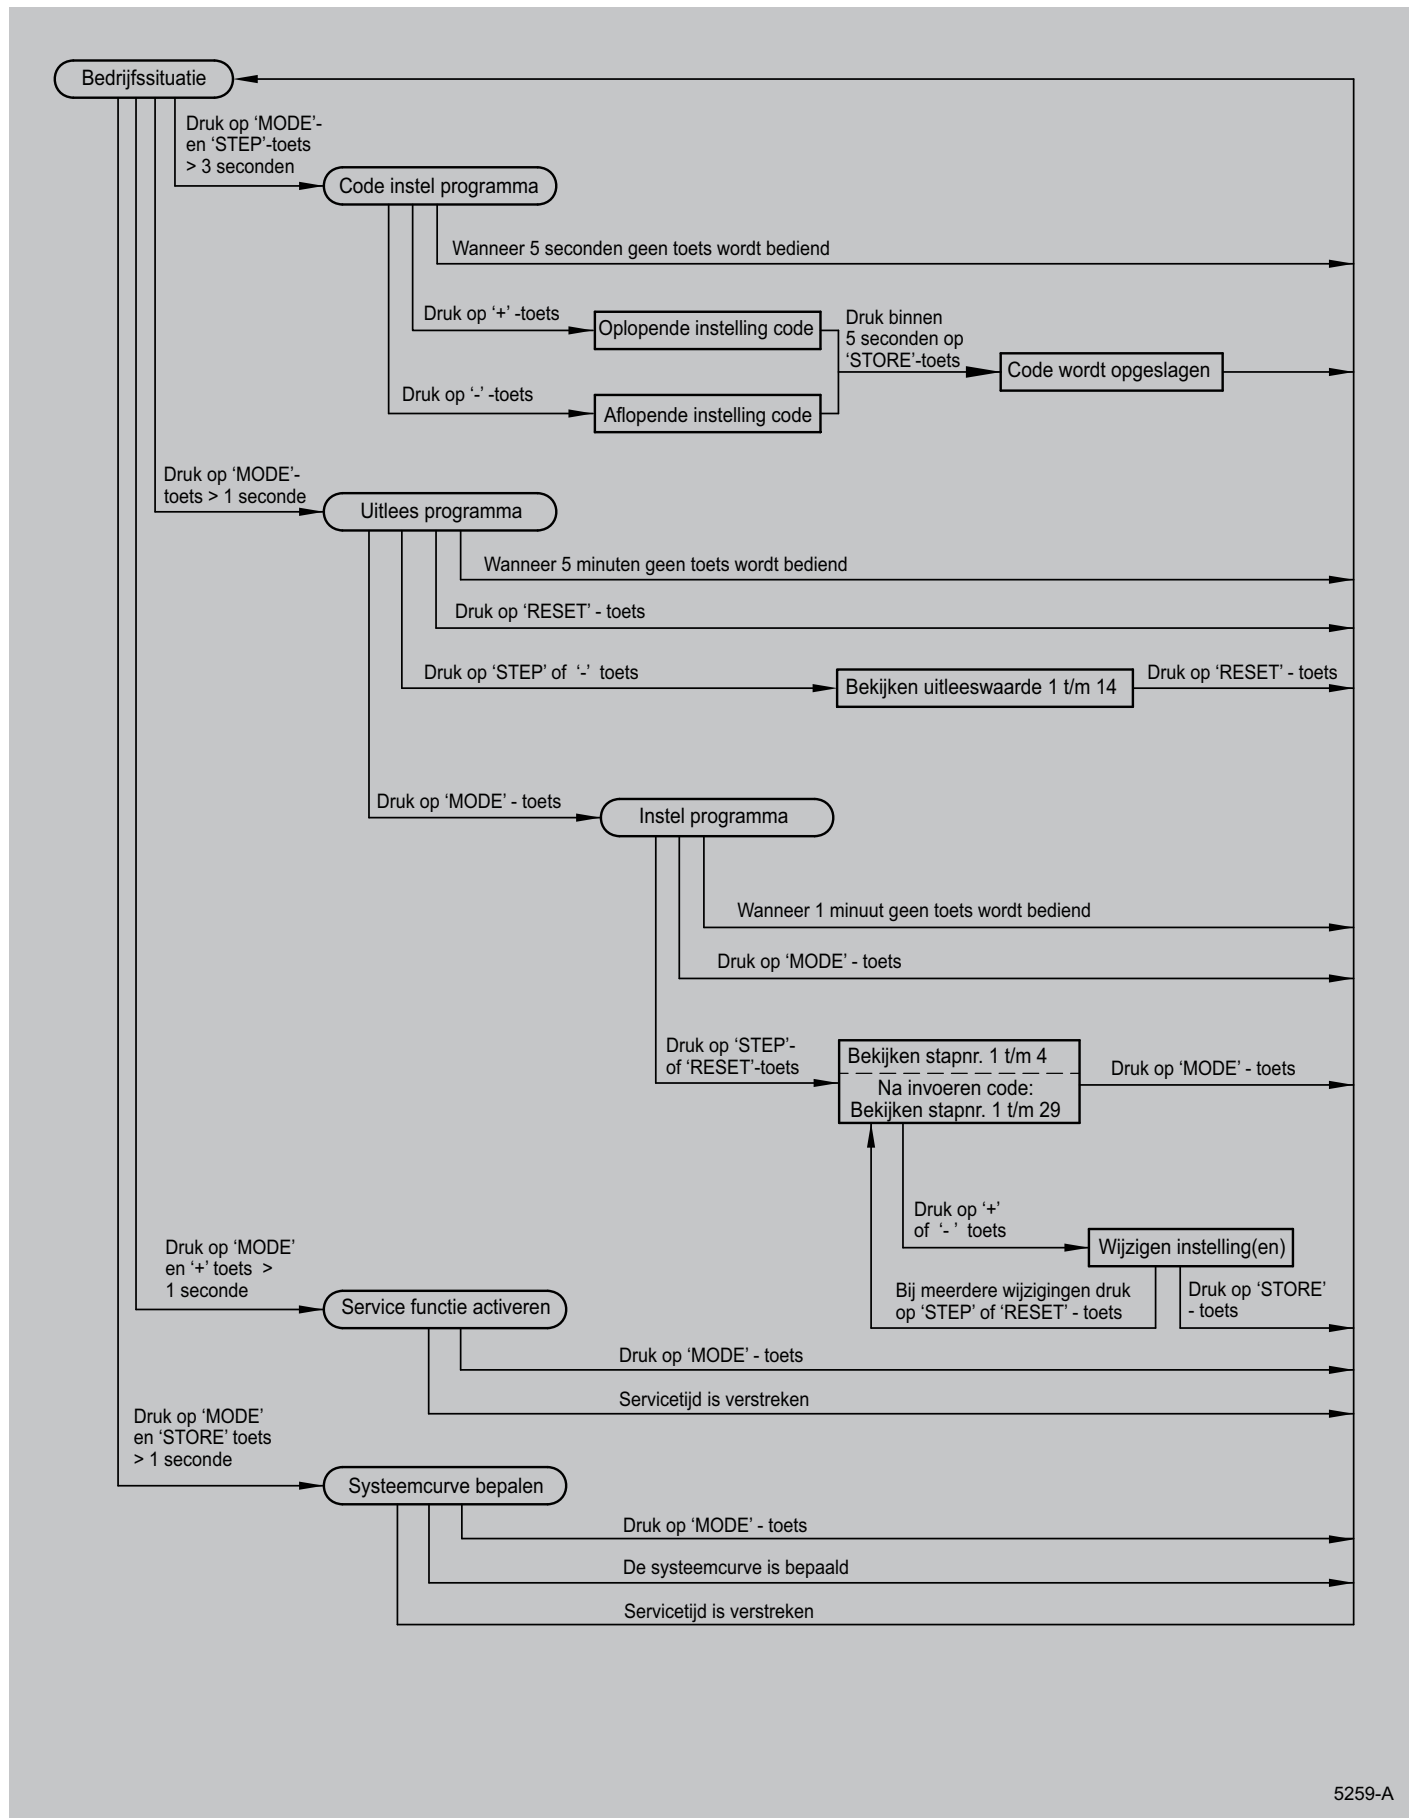 Bedrijfssituatie
Druk op ‘MODE’-
en ‘STEP’-toets
> 3 seconden
Code instel programma
Wanneer 5 seconden geen toets wordt bediend
Druk op ‘+’ -toets
Oplopende instelling code
Druk binnen
5 seconden op
‘STORE’-toets
Code wordt opgeslagen
Druk op ‘-’ -toets
Aflopende instelling code
Druk op ‘MODE’-
toets > 1 seconde
Uitlees programma
Wanneer 5 minuten geen toets wordt bediend
Druk op ‘RESET’ - toets
Druk op ‘STEP’ of ‘-’ toets
Bekijken uitleeswaarde 1 t/m 14
Druk op ‘RESET’ - toets
Druk op ‘MODE’ - toets
Instel programma
Wanneer 1 minuut geen toets wordt bediend
Druk op ‘MODE’ - toets
Druk op ‘STEP’-
of ‘RESET’-toets
Bekijken stapnr. 1 t/m 4
Na invoeren code:
Bekijken stapnr. 1 t/m 29
Druk op ‘MODE’ - toets
Druk op ‘+’
of ‘- ’ toets
Wijzigen instelling(en)
Bij meerdere wijzigingen druk
op ‘STEP’ of ‘RESET’ - toets
Druk op ‘STORE’
- toets
Druk op ‘MODE’
en ‘+’ toets >
1 seconde
Service functie activeren
Druk op ‘MODE’ - toets
Servicetijd is verstreken
Druk op ‘MODE’
en ‘STORE’ toets
> 1 seconde
Systeemcurve bepalen
Druk op ‘MODE’ - toets
De systeemcurve is bepaald
Servicetijd is verstreken
5259-A